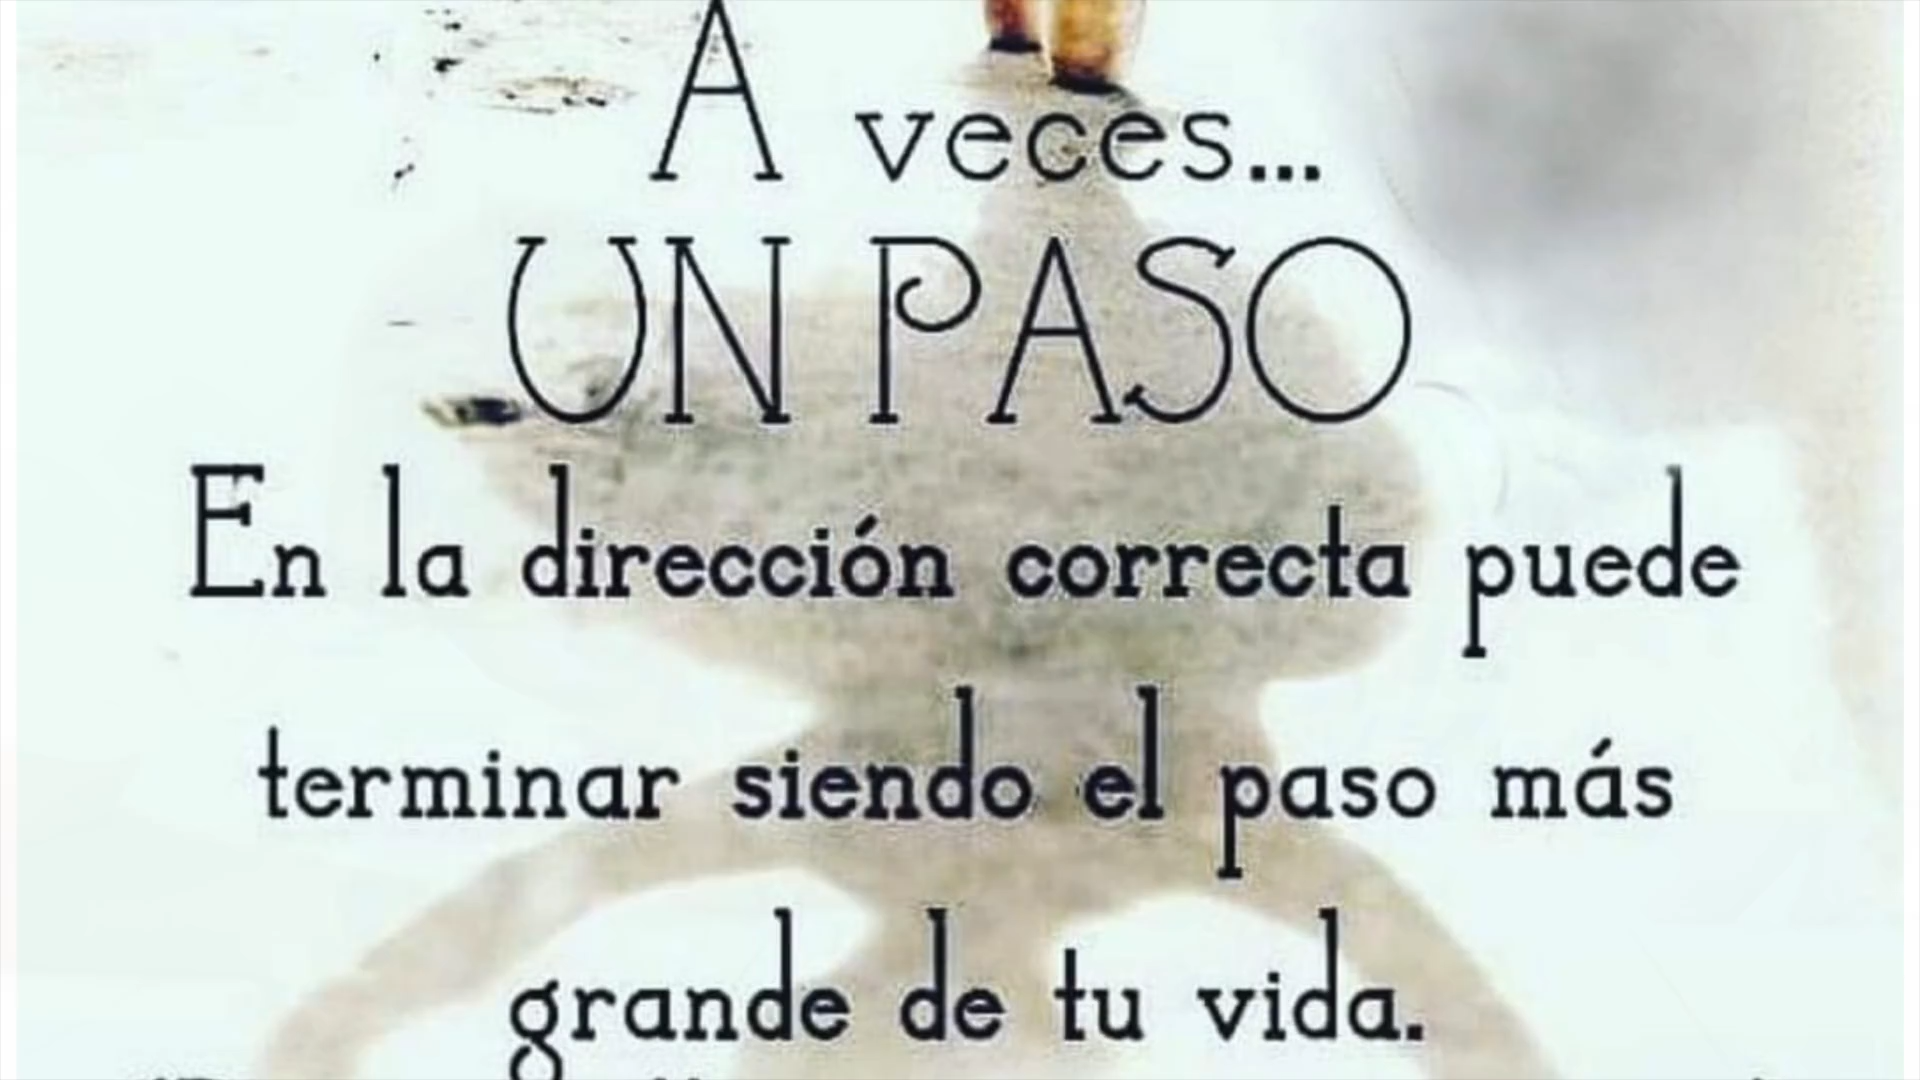 A veces...
UN PASO
En la dirección correcta puede
terminar siendo el paso más
grande de tu vida.